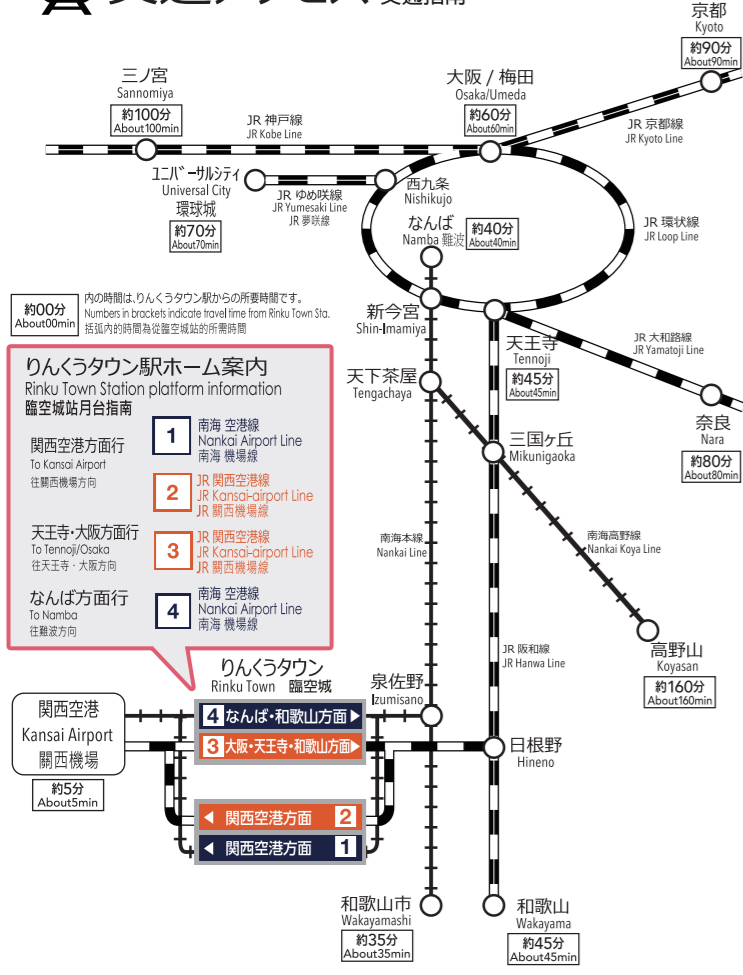 京都
Kyoto
約90分
About90min
三ノ宮
Sannomiya
約100分
About100min
大阪 / 梅田
Osaka/Umeda
約60分
About60min
JR 神戸線
JR Kobe Line
JR 京都線
JR Kyoto Line
ユニバーサルシティ
Universal City
環球城
約70分
About70min
JR ゆめ咲線
JR Yumesaki Line
JR 夢咲線
西九条
Nishikujo
なんば
Namba 難波
約40分
About40min
JR 環状線
JR Loop Line
約00分
About00min
内の時間は、りんくうタウン駅からの所要時間です。
Numbers in brackets indicate travel time from Rinku Town Sta.
括弧内的時間為從臨空城站的所需時間
新今宮
Shin-Imamiya
天王寺
Tennoji
約45分
About45min
JR 大和路線
JR Yamatoji Line
天下茶屋
Tengachaya
奈良
Nara
約80分
About80min
三国ヶ丘
Mikunigaoka
りんくうタウン駅ホーム案内
Rinku Town Station platform information
臨空城站月台指南
関西空港方面行
To Kansai Airport
往關西機場方向
1
南海 空港線
Nankai Airport Line
南海 機場線
2
JR 関西空港線
JR Kansai-airport Line
JR 關西機場線
天王寺・大阪方面行
To Tennoji/Osaka
往天王寺・大阪方向
3
JR 関西空港線
JR Kansai-airport Line
JR 關西機場線
なんば方面行
To Namba
往難波方向
4
南海 空港線
Nankai Airport Line
南海 機場線
南海本線
Nankai Line
南海高野線
Nankai Koya Line
JR 阪和線
JR Hanwa Line
高野山
Koyasan
約160分
About160min
りんくうタウン
Rinku Town 臨空城
泉佐野
Izumisano
関西空港
Kansai Airport
關西機場
約5分
About5min
4 なんば・和歌山方面▶
3 大阪・天王寺・和歌山方面▶
日根野
Hineno
◀ 関西空港方面 2
◀ 関西空港方面 1
和歌山市
Wakayamashi
約35分
About35min
和歌山
Wakayama
約45分
About45min